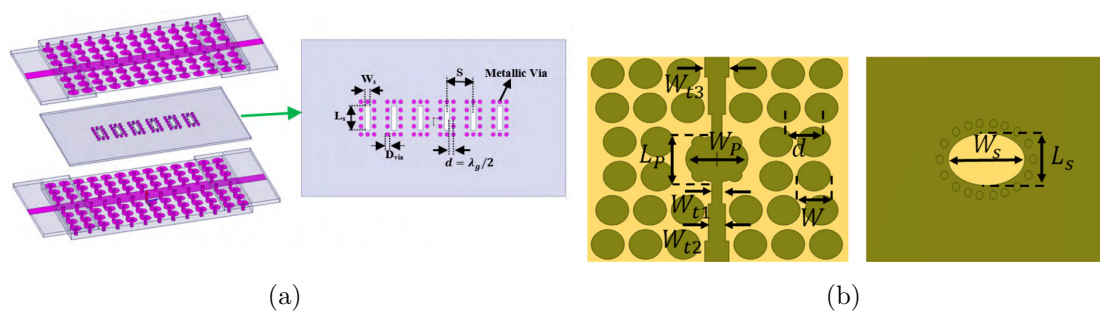 W_s
S
Metallic Via
L_s
D_via
d = λ_g/2
W_t3
L_P
W_P
d
W
W_t1
W_t2
W_s
L_s
(a)
(b)